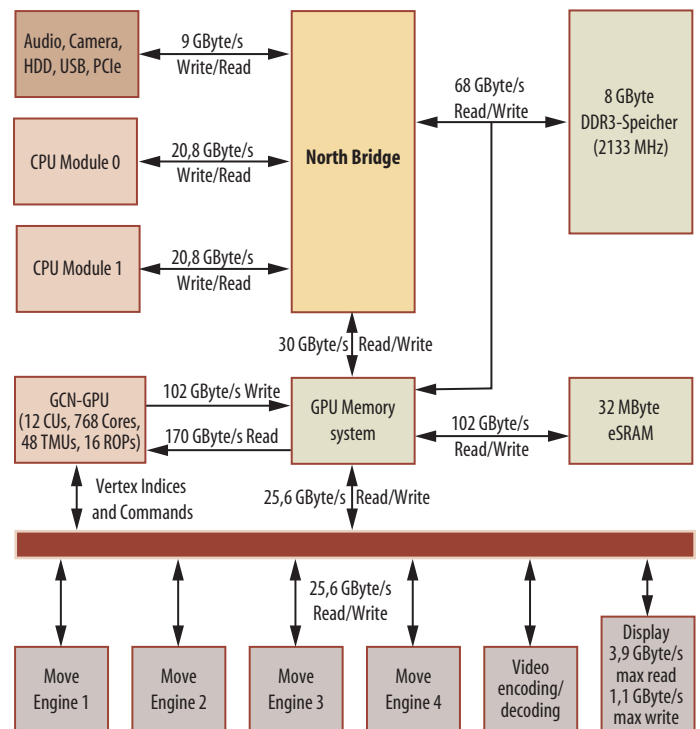 Audio, Camera,
HDD, USB, PCIe
9 GByte/s
Write/Read
North Bridge
68 GByte/s
Read/Write
8 GByte
DDR3-Speicher
(2133 MHz)
CPU Module 0
20,8 GByte/s
Write/Read
CPU Module 1
20,8 GByte/s
Write/Read
30 GByte/s Read/Write
GCN-GPU
(12 CUs, 768 Cores,
48 TMUs, 16 ROPs)
102 GByte/s Write
170 GByte/s Read
GPU Memory
system
102 GByte/s
Read/Write
32 MByte
eSRAM
Vertex Indices
and Commands
25,6 GByte/s Read/Write
25,6 GByte/s
Read/Write
Move
Engine 1
Move
Engine 2
Move
Engine 3
Move
Engine 4
Video
encoding/
decoding
Display
3,9 GByte/s
max read
1,1 GByte/s
max write